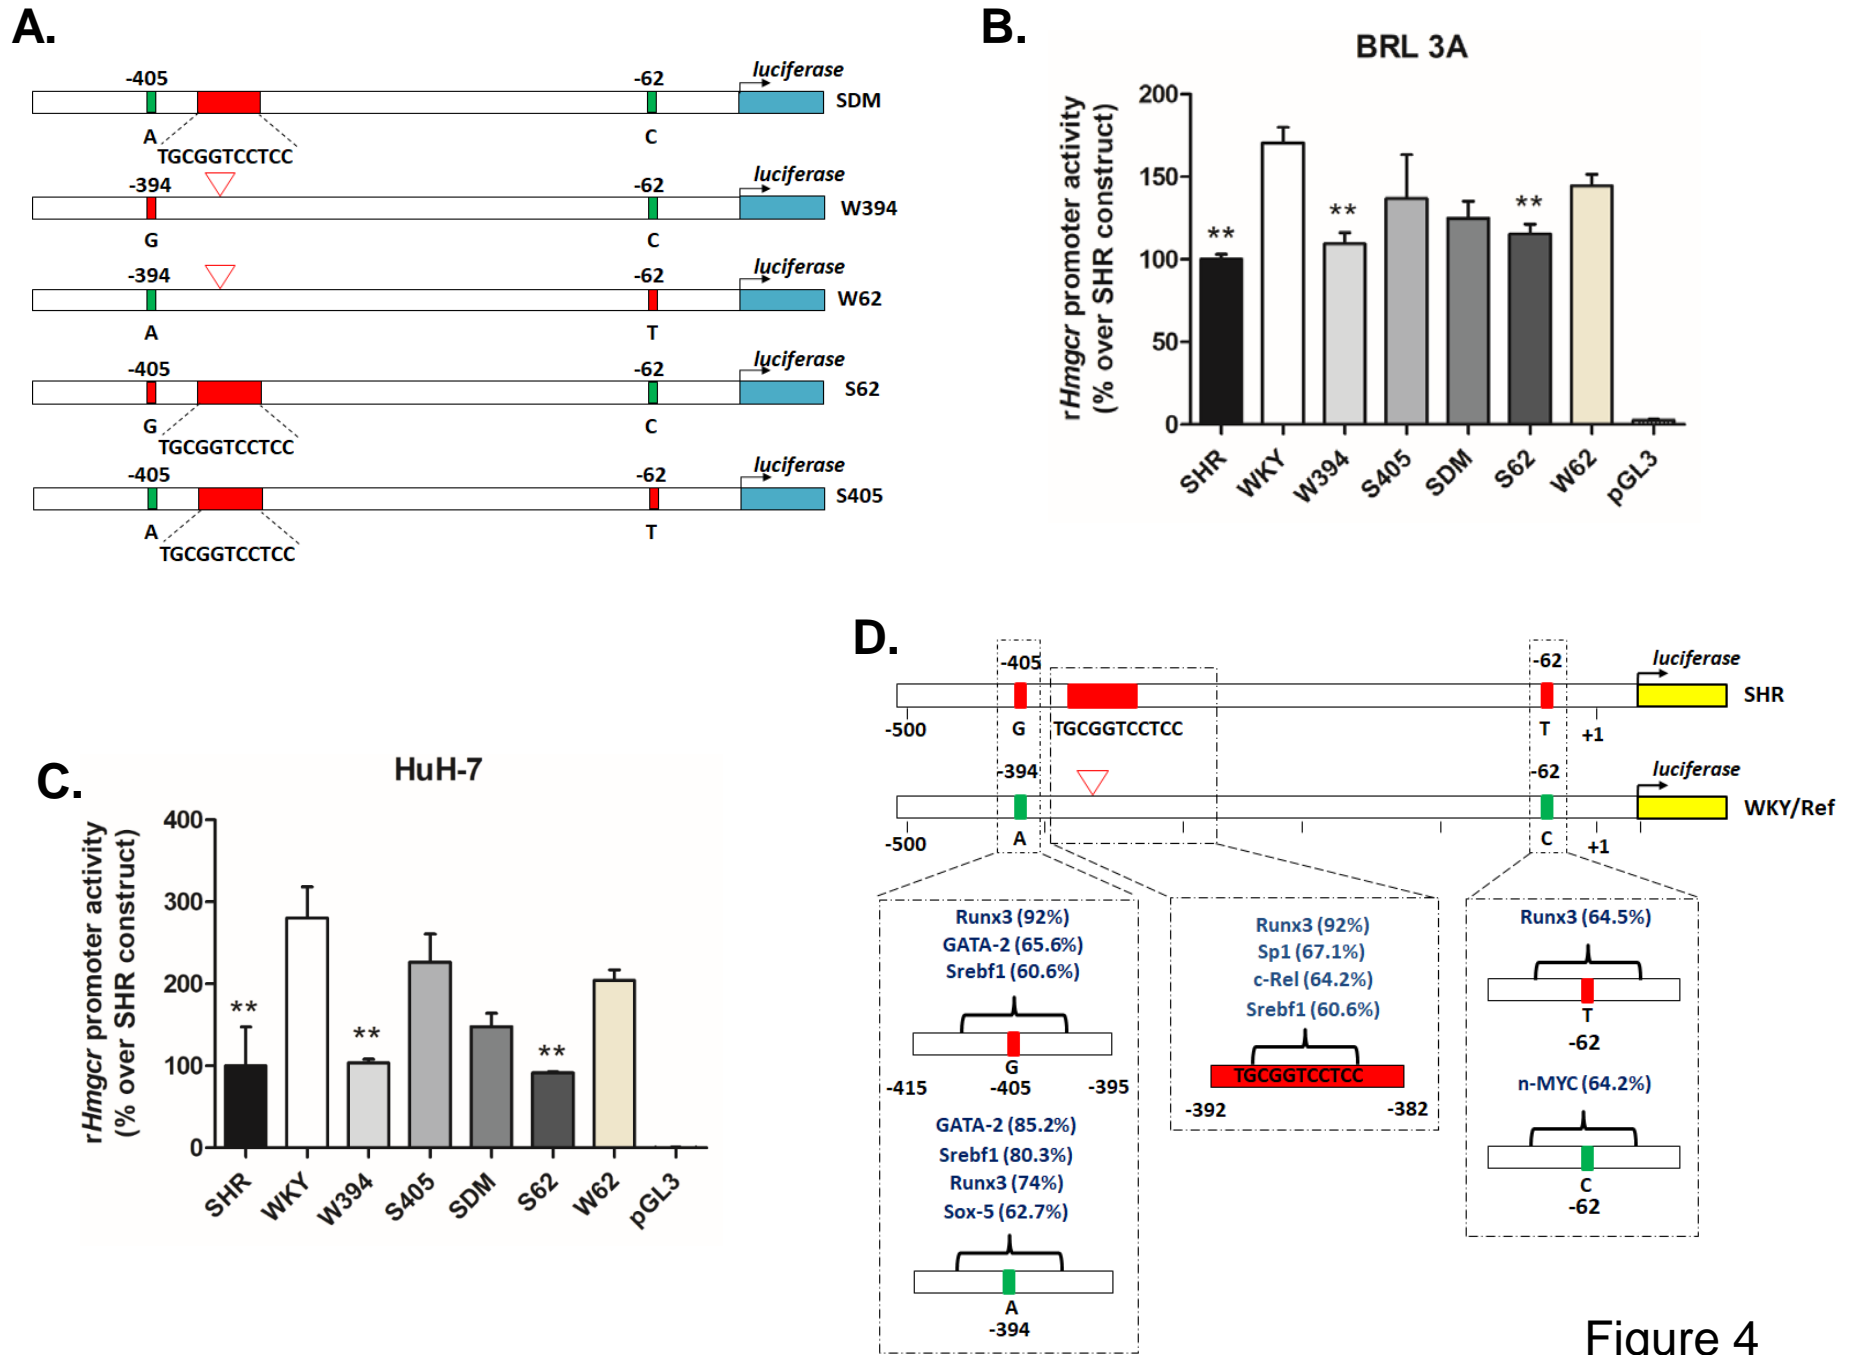 A.
-405
-62
luciferase
SDM
A
C
TGCGGTCCTCC
-394
-62
luciferase
W394
G
C
-394
-62
luciferase
W62
A
T
-405
-62
luciferase
S62
G
C
TGCGGTCCTCC
-405
-62
luciferase
S405
A
T
TGCGGTCCTCC
B.
BRL 3A
rHmgcr promoter activity
(% over SHR construct)
200
150
100
50
0
**
**
**
SHR
WKY
W394
S405
SDM
S62
W62
pGL3
C.
HuH-7
rHmgcr promoter activity
(% over SHR construct)
400
300
200
100
0
**
**
**
SHR
WKY
W394
S405
SDM
S62
W62
pGL3
D.
-405
-62
luciferase
SHR
-500
G
TGCGGTCCTCC
T
+1
-394
-62
luciferase
WKY/Ref
-500
A
C
+1
Runx3 (92%)
GATA-2 (65.6%)
Srebf1 (60.6%)
G
-415
-405
-395
GATA-2 (85.2%)
Srebf1 (80.3%)
Runx3 (74%)
Sox-5 (62.7%)
A
-394
Runx3 (92%)
Sp1 (67.1%)
c-Rel (64.2%)
Srebf1 (60.6%)
TGCGGTCCTCC
-392
-382
Runx3 (64.5%)
T
-62
n-MYC (64.2%)
C
-62
Figure 4